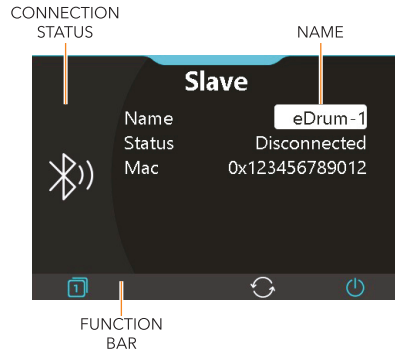 CONNECTION
STATUS
NAME
Slave
Name eDrum-1
Status Disconnected
Mac 0x123456789012
1
FUNCTION
BAR